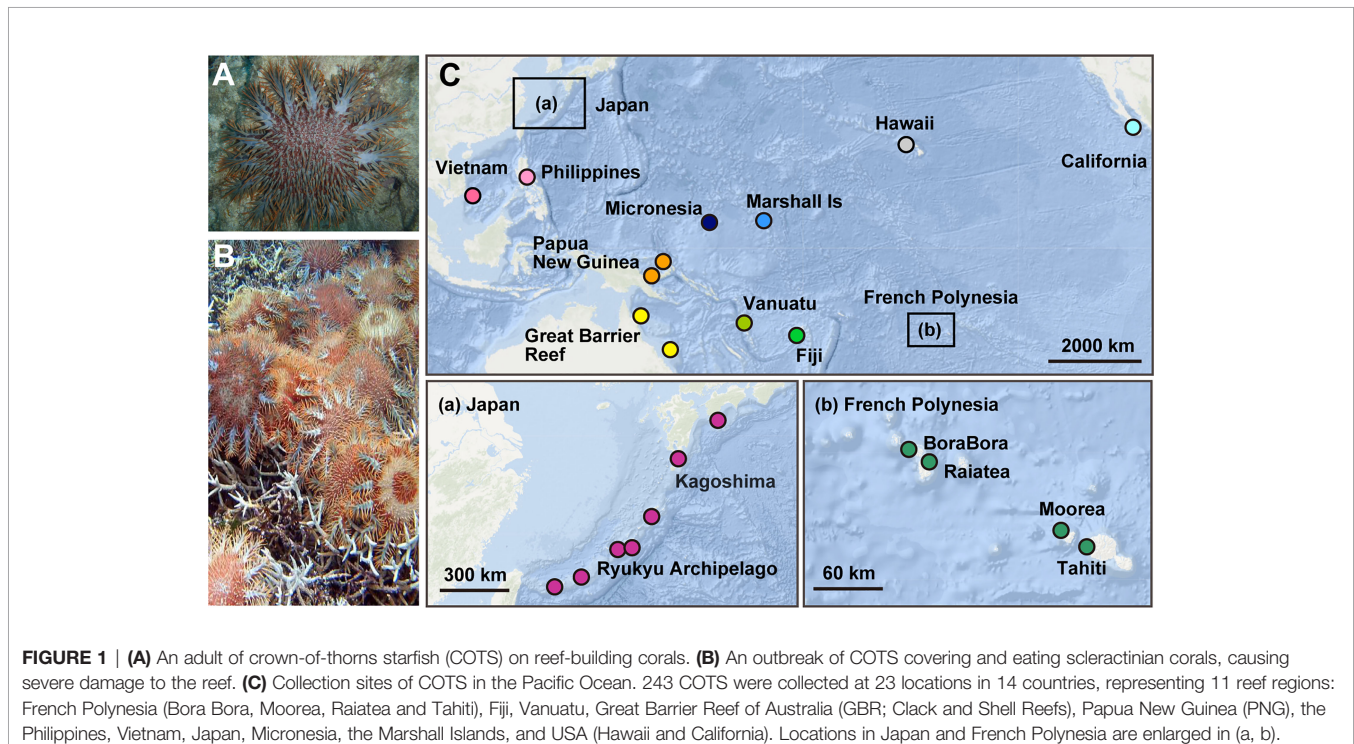 A
B
C
(a)
Japan
Hawaii
California
Vietnam
Philippines
Micronesia
Marshall Is
Papua
New Guinea
Vanuatu
French Polynesia
(b)
Great Barrier
Reef
Fiji
2000 km
(a) Japan
Kagoshima
Ryukyu Archipelago
300 km
(b) French Polynesia
BoraBora
Raiatea
Moorea
Tahiti
60 km
FIGURE 1 | (A) An adult of crown-of-thorns starfish (COTS) on reef-building corals. (B) An outbreak of COTS covering and eating scleractinian corals, causing
severe damage to the reef. (C) Collection sites of COTS in the Pacific Ocean. 243 COTS were collected at 23 locations in 14 countries, representing 11 reef regions:
French Polynesia (Bora Bora, Moorea, Raiatea and Tahiti), Fiji, Vanuatu, Great Barrier Reef of Australia (GBR; Clack and Shell Reefs), Papua New Guinea (PNG), the
Philippines, Vietnam, Japan, Micronesia, the Marshall Islands, and USA (Hawaii and California). Locations in Japan and French Polynesia are enlarged in (a, b).